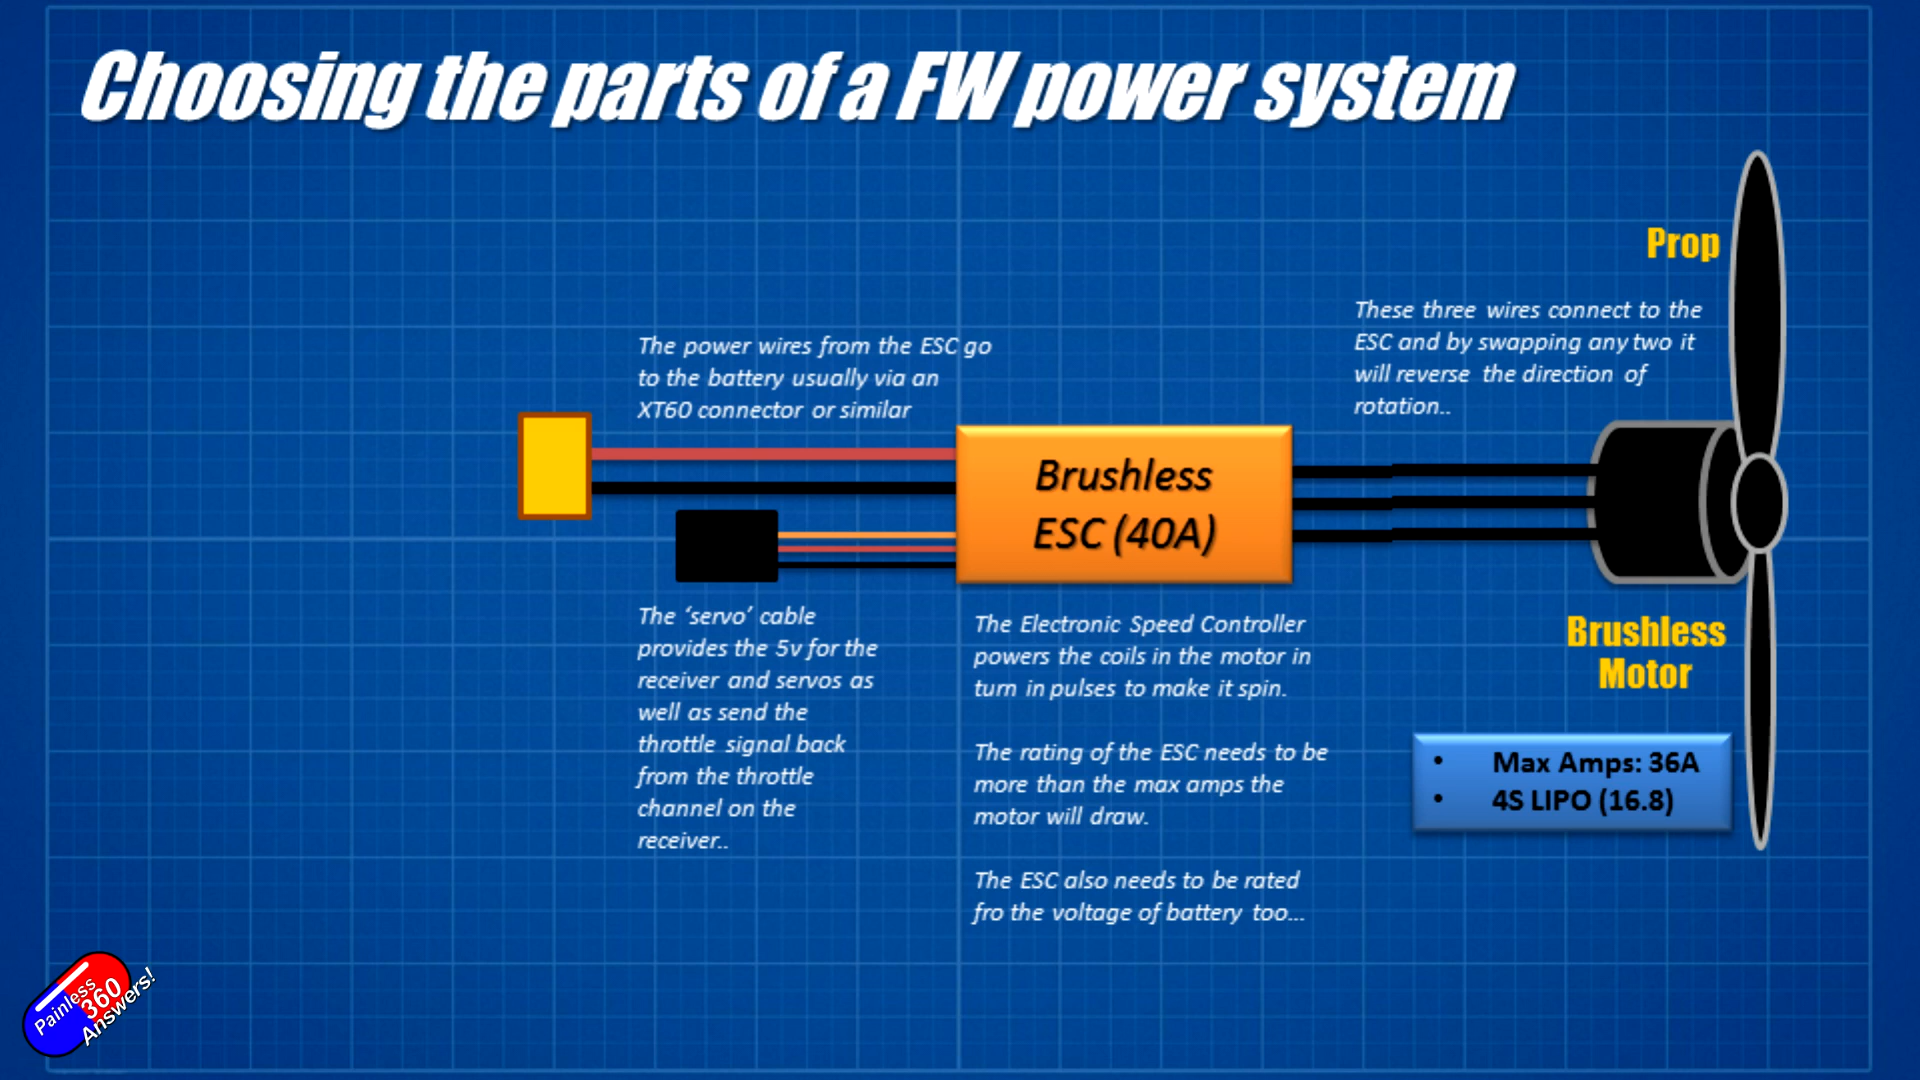 Choosing the parts of a FW power system
Prop
These three wires connect to the
ESC and by swapping any two it
will reverse the direction of
rotation..
The power wires from the ESC go
to the battery usually via an
XT60 connector or similar
Brushless
ESC (40A)
The ‘servo’ cable
provides the 5v for the
receiver and servos as
well as send the
throttle signal back
from the throttle
channel on the
receiver..
The Electronic Speed Controller
powers the coils in the motor in
turn in pulses to make it spin.
The rating of the ESC needs to be
more than the max amps the
motor will draw.
The ESC also needs to be rated
fro the voltage of battery too...
Brushless
Motor
• Max Amps: 36A
• 4S LIPO (16.8)
Painless
360
Answers!